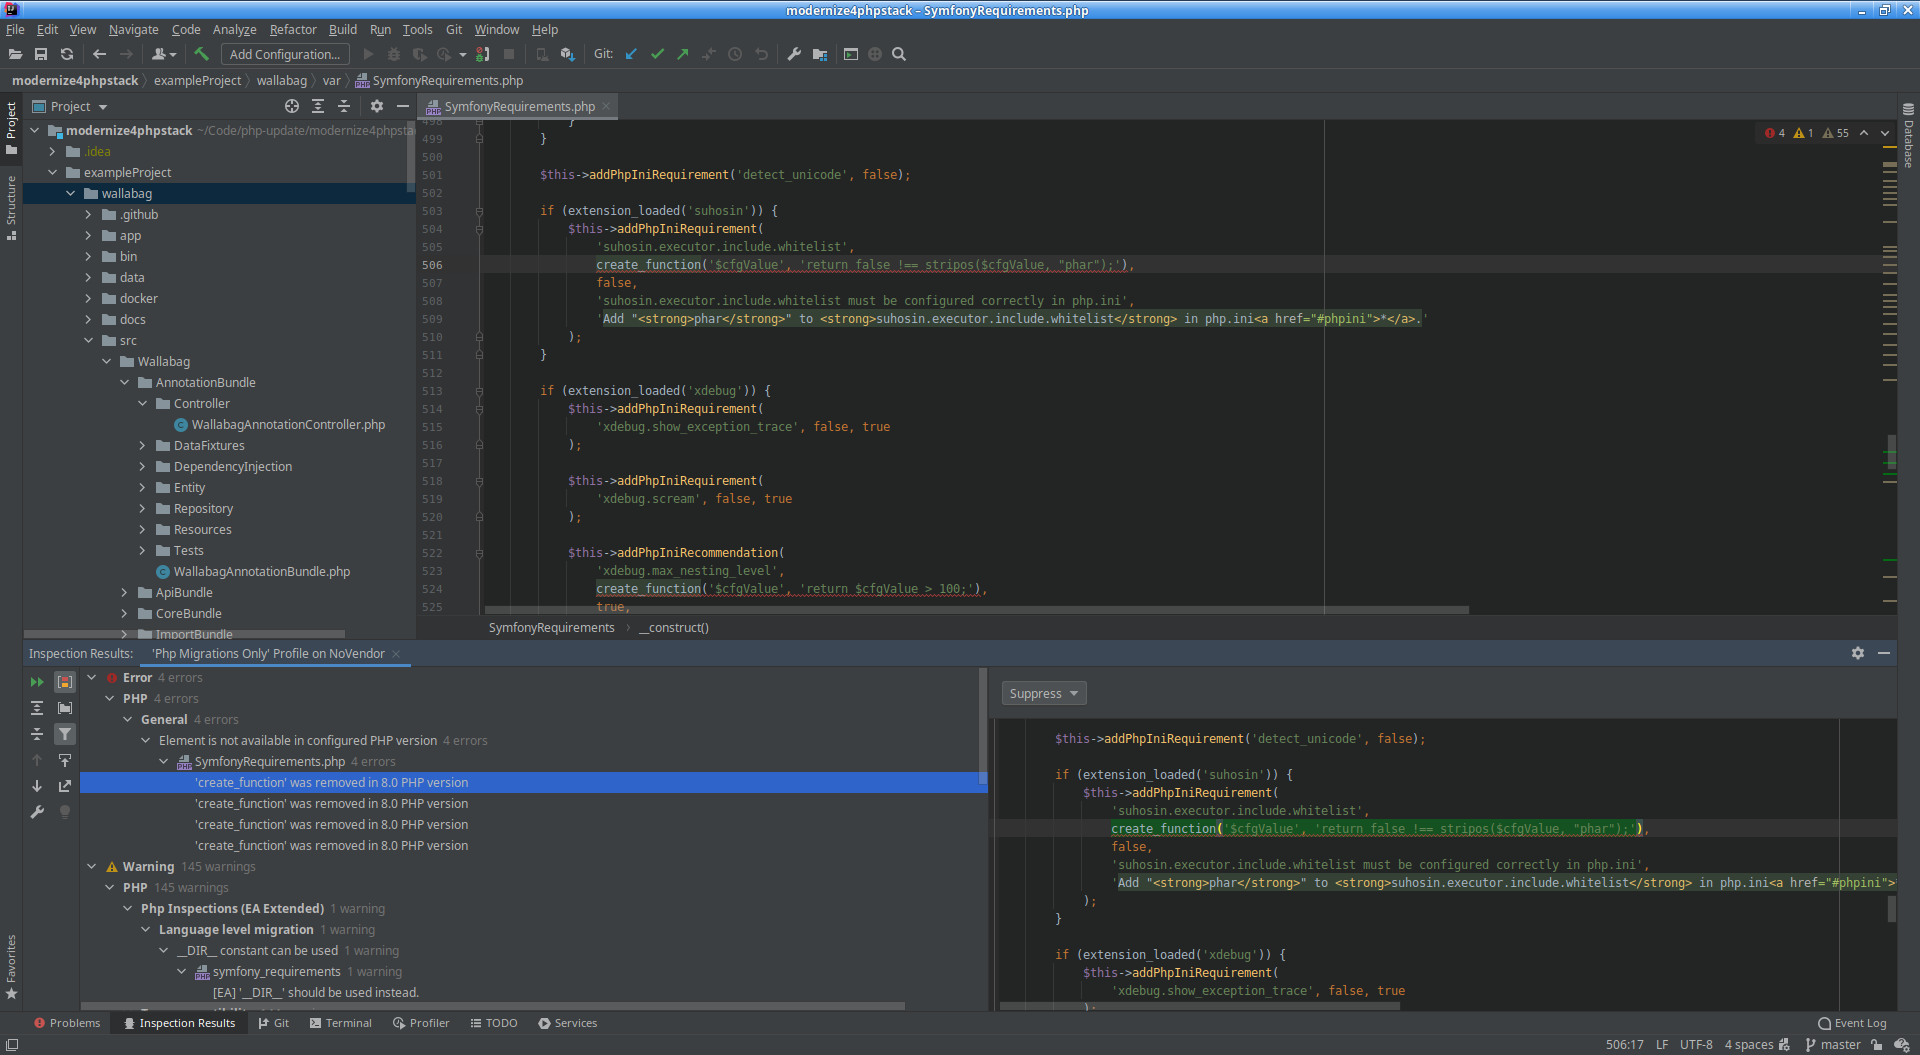 modernize4phpstack - SymfonyRequirements.php
File Edit View Navigate Code Analyze Refactor Build Run Tools Git Window Help
Add Configuration... Git:
modernize4phpstack exampleProject wallabag var SymfonyRequirements.php
Project
Structure
Favorites
Database
Project
modernize4phpstack ~/Code/php-update/modernize4phpsta
.idea
exampleProject
wallabag
.github
app
bin
data
docker
docs
src
Wallabag
AnnotationBundle
Controller
WallabagAnnotationController.php
DataFixtures
DependencyInjection
Entity
Repository
Resources
Tests
WallabagAnnotationBundle.php
ApiBundle
CoreBundle
ImportBundle
SymfonyRequirements.php
4 1 55
498 }
499 }
500
501 $this->addPhpIniRequirement('detect_unicode', false);
502
503 if (extension_loaded('suhosin')) {
504 $this->addPhpIniRequirement(
505 'suhosin.executor.include.whitelist',
506 create_function('$cfgValue', 'return false !== stripos($cfgValue, "phar");'),
507 false,
508 'suhosin.executor.include.whitelist must be configured correctly in php.ini',
509 'Add "<strong>phar</strong>" to <strong>suhosin.executor.include.whitelist</strong> in php.ini<a href="#phpini">*</a>.'
510 );
511 }
512
513 if (extension_loaded('xdebug')) {
514 $this->addPhpIniRequirement(
515 'xdebug.show_exception_trace', false, true
516 );
517
518 $this->addPhpIniRequirement(
519 'xdebug.scream', false, true
520 );
521
522 $this->addPhpIniRecommendation(
523 'xdebug.max_nesting_level',
524 create_function('$cfgValue', 'return $cfgValue > 100;'),
525 true,
SymfonyRequirements › __construct()
Inspection Results: 'Php Migrations Only' Profile on NoVendor
Error 4 errors
PHP 4 errors
General 4 errors
Element is not available in configured PHP version 4 errors
SymfonyRequirements.php 4 errors
'create_function' was removed in 8.0 PHP version
'create_function' was removed in 8.0 PHP version
'create_function' was removed in 8.0 PHP version
'create_function' was removed in 8.0 PHP version
Warning 145 warnings
PHP 145 warnings
Php Inspections (EA Extended) 1 warning
Language level migration 1 warning
__DIR__ constant can be used 1 warning
symfony_requirements 1 warning
[EA] '__DIR__' should be used instead.
Suppress
$this->addPhpIniRequirement('detect_unicode', false);
if (extension_loaded('suhosin')) {
$this->addPhpIniRequirement(
'suhosin.executor.include.whitelist',
create_function('$cfgValue', 'return false !== stripos($cfgValue, "phar");'),
false,
'suhosin.executor.include.whitelist must be configured correctly in php.ini',
'Add "<strong>phar</strong>" to <strong>suhosin.executor.include.whitelist</strong> in php.ini<a href="#phpini">
);
}
if (extension_loaded('xdebug')) {
$this->addPhpIniRequirement(
'xdebug.show_exception_trace', false, true
);
Problems Inspection Results Git Terminal Profiler TODO Services Event Log
506:17 LF UTF-8 4 spaces master